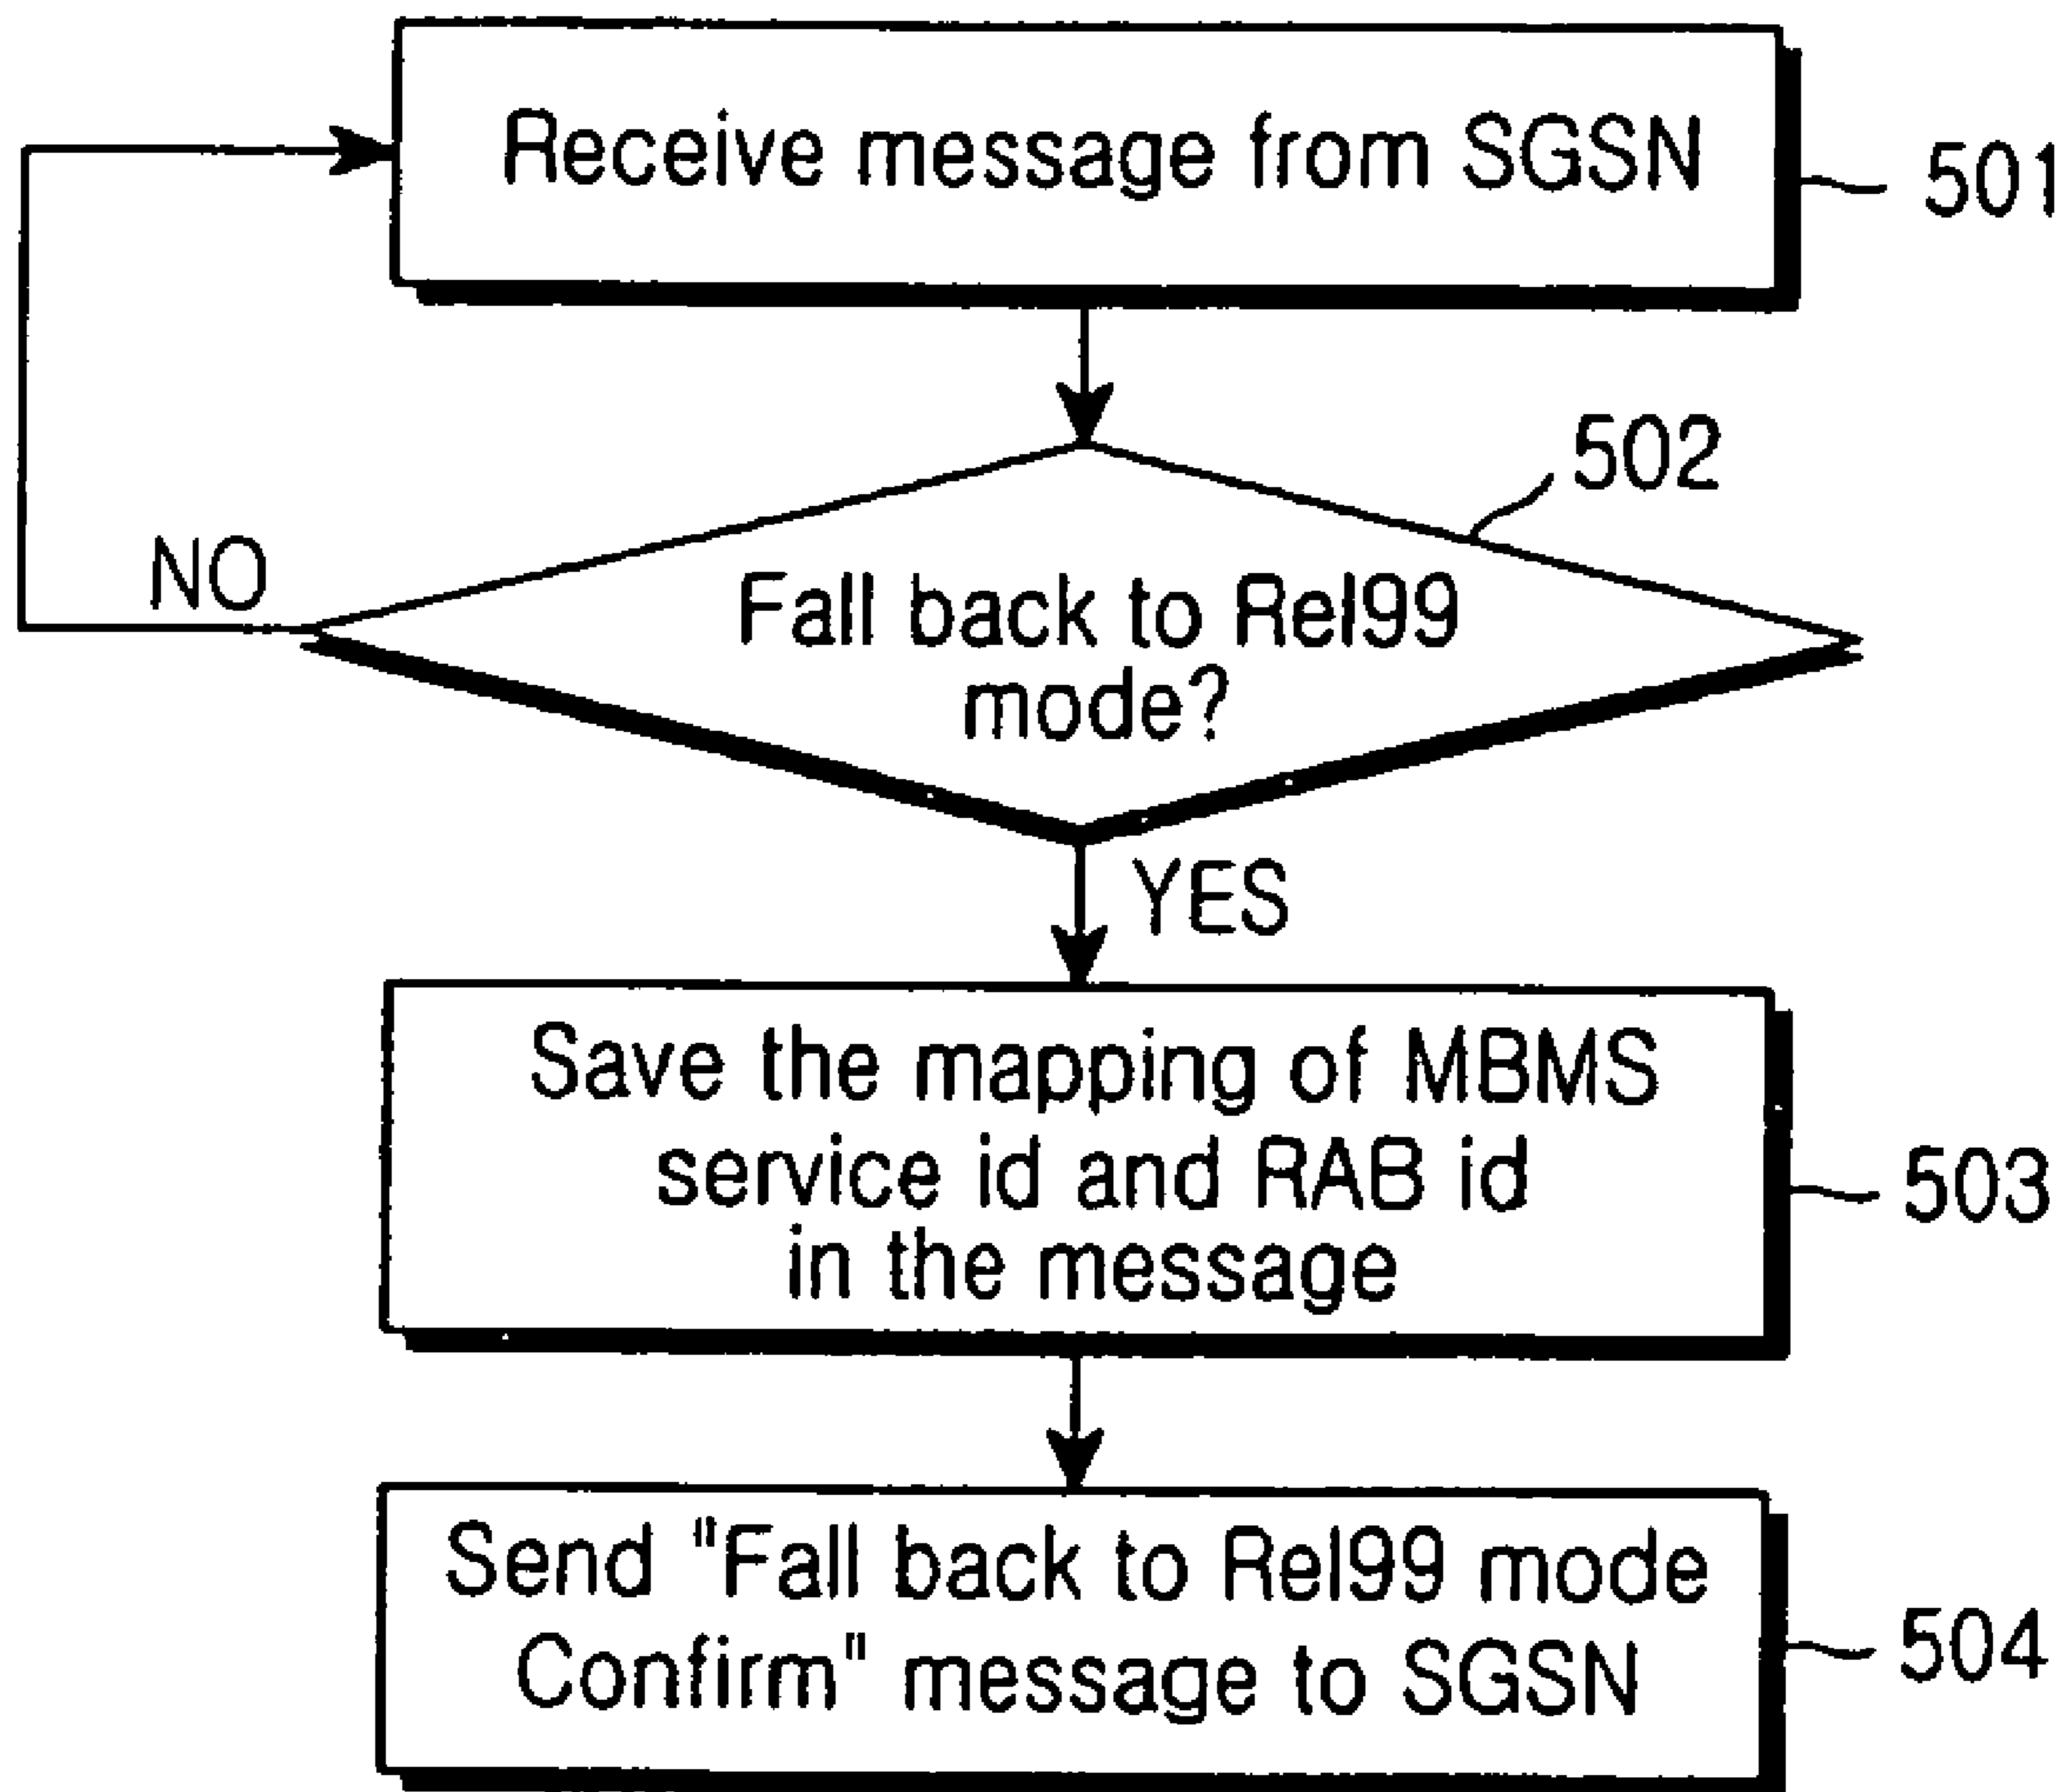 Receive message from SGSN
501
502
Fall back to Rel99
mode?
NO
YES
Save the mapping of MBMS
service id and RAB id
in the message
503
Send "Fall back to Rel99 mode
Confirm" message to SGSN
504